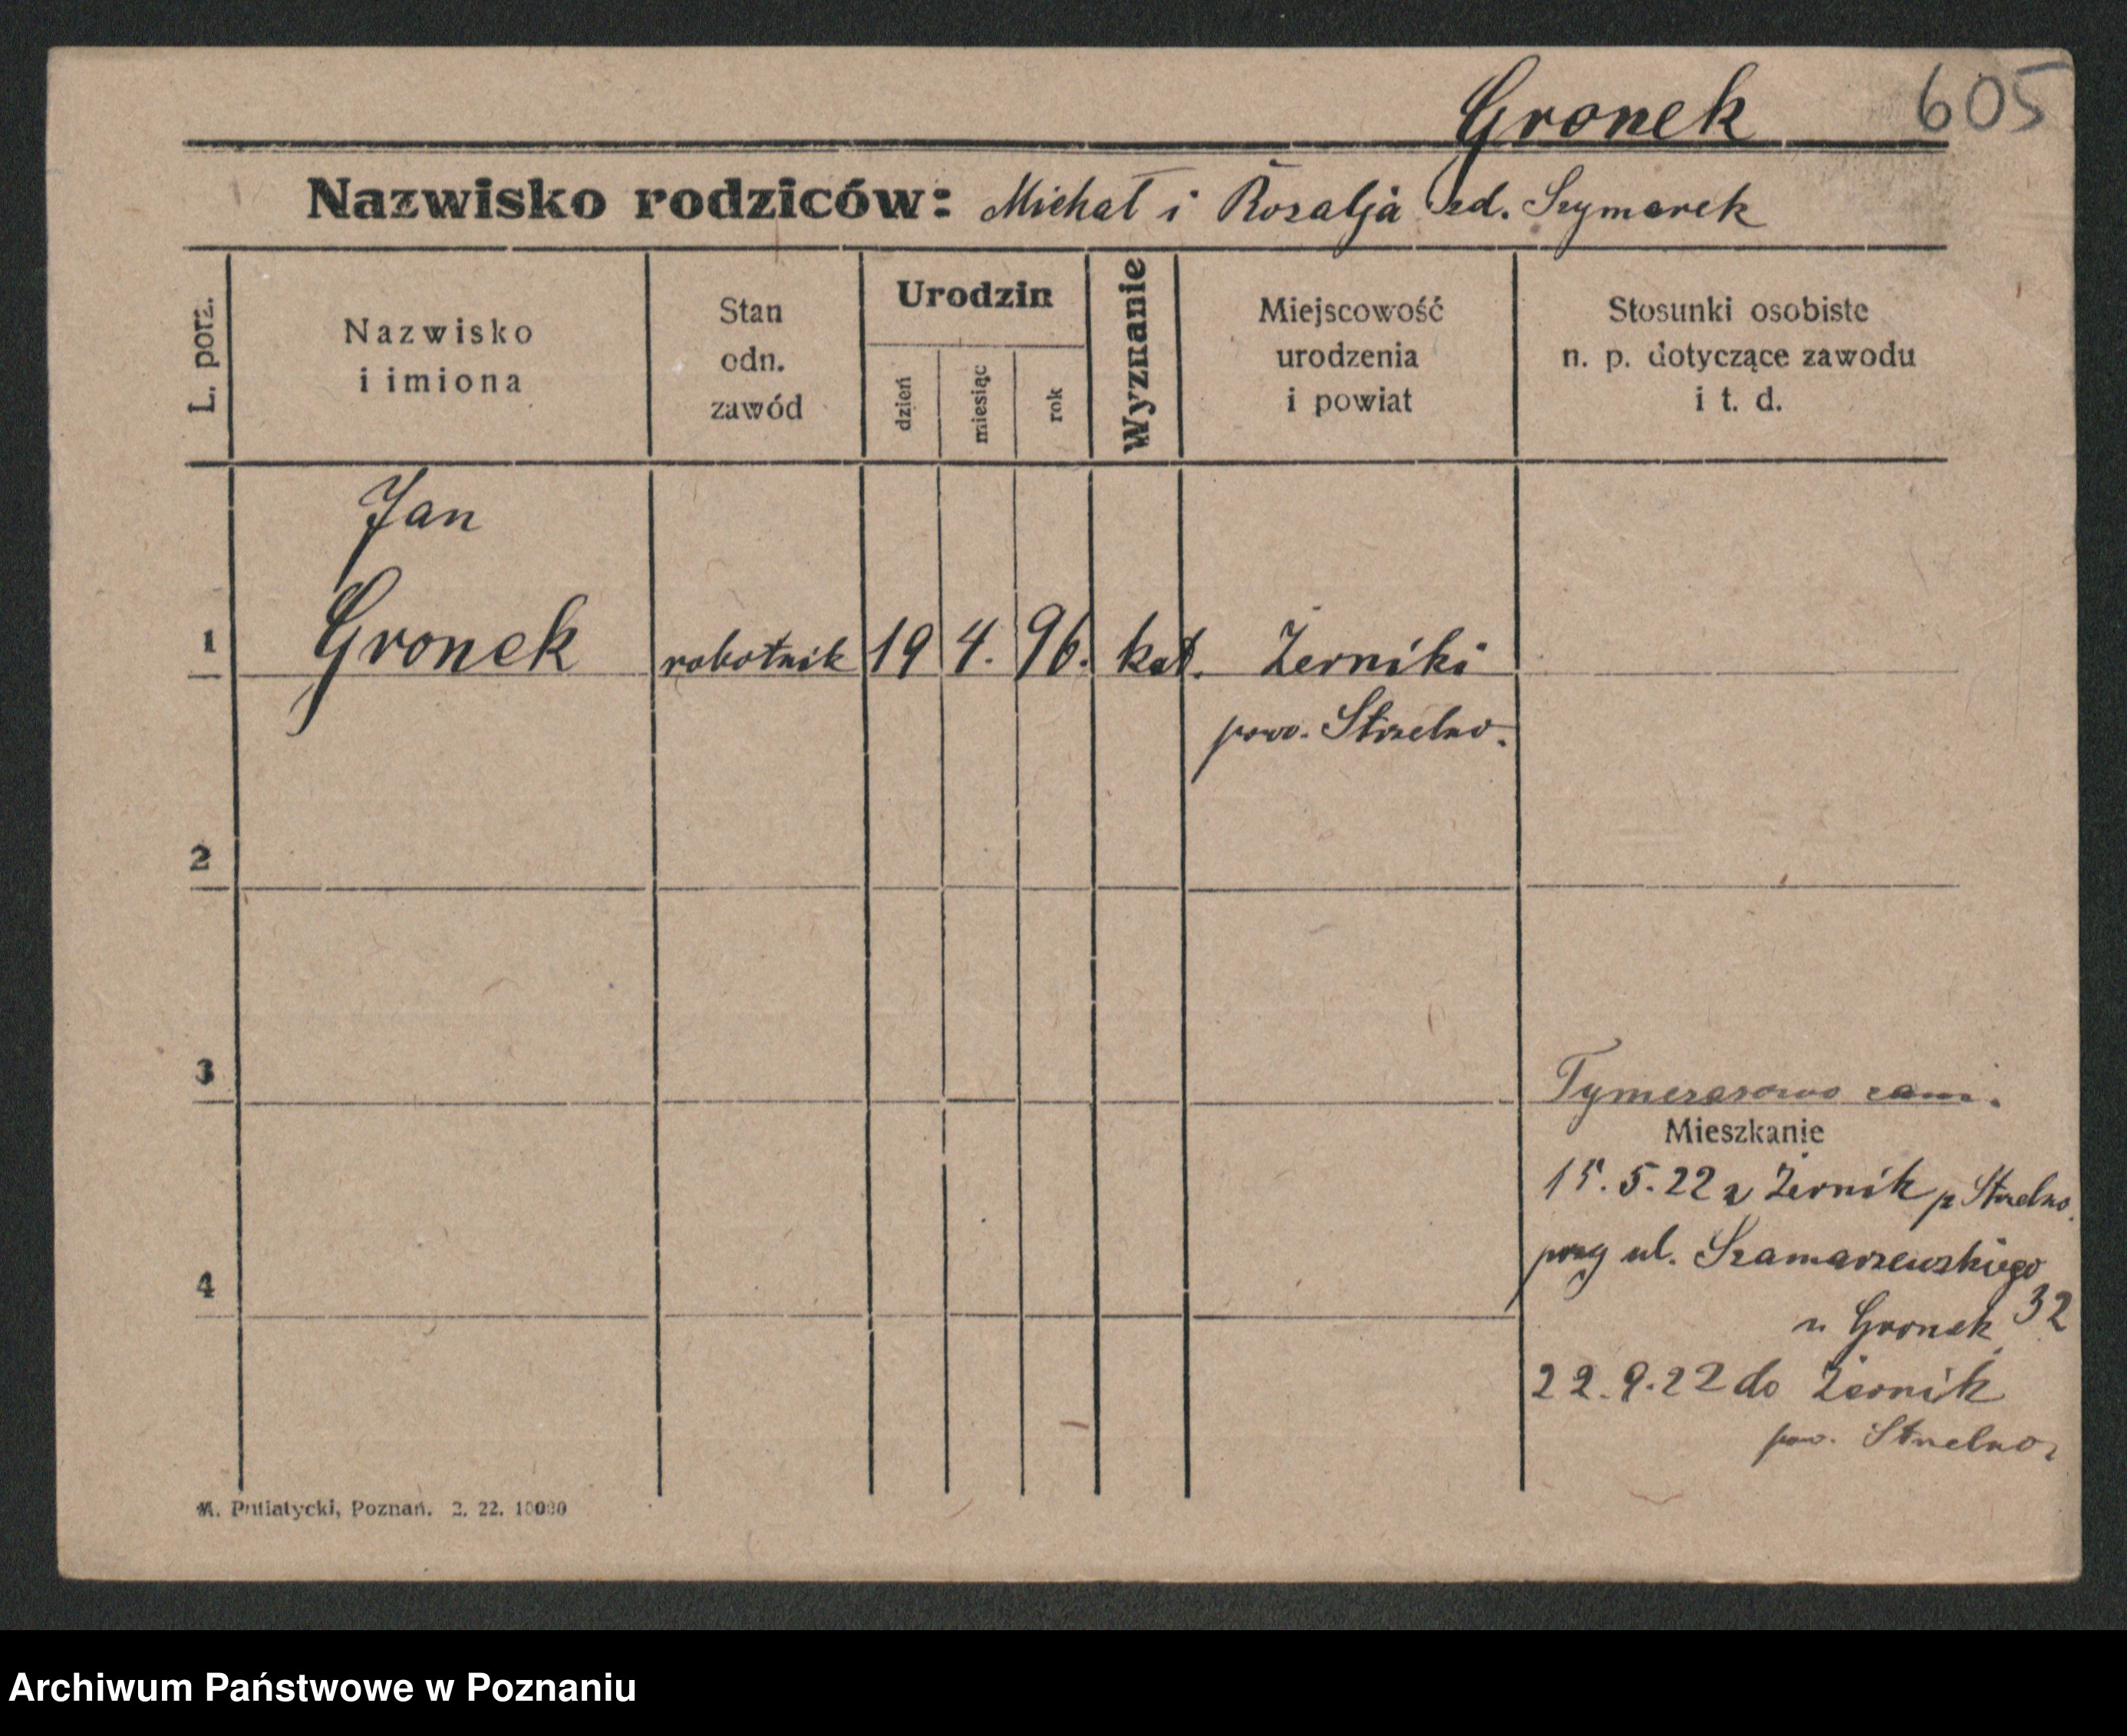 Gronek 605
Nazwisko rodziców: Michał i Rozalja zd. Szymarek
L. porz.
Nazwisko
i imiona
Stan
odn.
zawód
Urodzin
dzień
miesiąc
rok
Wyznanie
Miejscowość
urodzenia
i powiat
Stosunki osobiste
n. p. dotyczące zawodu
i t. d.
Jan
1 Gronek robotnik 19 4. 96. kat. Żerniki
pow. Strzelno.
2
3
Tymczasowo zam.
Mieszkanie
15.5.22 z Żernik p Strzelno.
przy ul. Szamarzewskiego
4
u Gronek 32
22.9.22 do Żernik
pow. Strzelno.
M. Putiatycki, Poznań. 2. 22. 10000
Archiwum Państwowe w Poznaniu